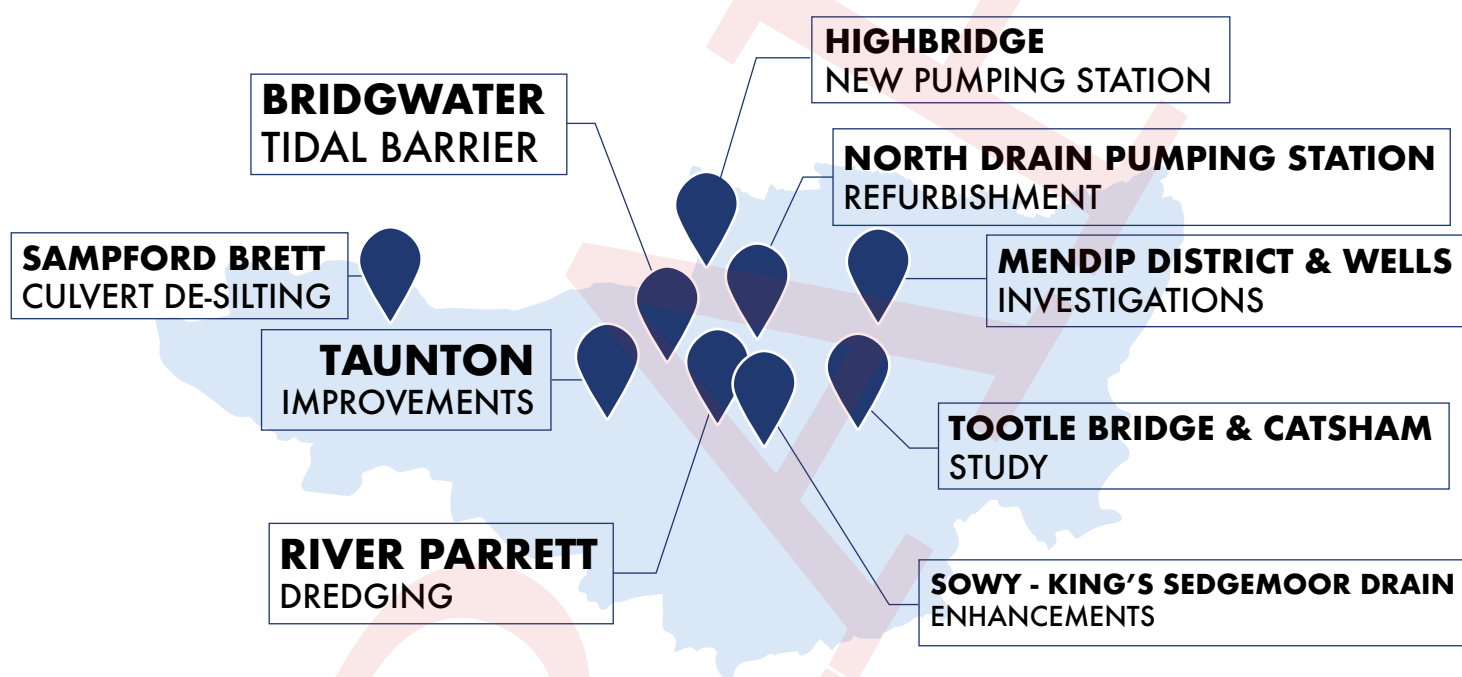 HIGHBRIDGE
NEW PUMPING STATION
BRIDGWATER
TIDAL BARRIER
NORTH DRAIN PUMPING STATION
REFURBISHMENT
SAMPFORD BRETT
CULVERT DE-SILTING
MENDIP DISTRICT & WELLS
INVESTIGATIONS
TAUNTON
IMPROVEMENTS
TOOTLE BRIDGE & CATSHAM
STUDY
RIVER PARRETT
DREDGING
SOWY - KING'S SEDGEMOOR DRAIN
ENHANCEMENTS